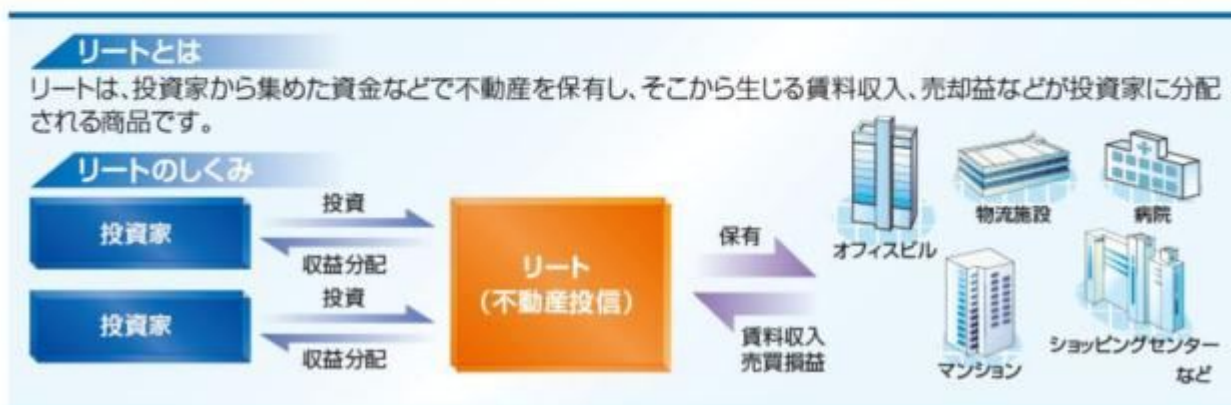 リートとは
リートは、投資家から集めた資金などで不動産を保有し、そこから生じる賃料収入、売却益などが投資家に分配
される商品です。
リートのしくみ
投資家
投資
収益分配
投資家
投資
収益分配
リート
(不動産投信)
保有
賃料収入
売買損益
オフィスビル
物流施設
病院
マンション
ショッピングセンター
など